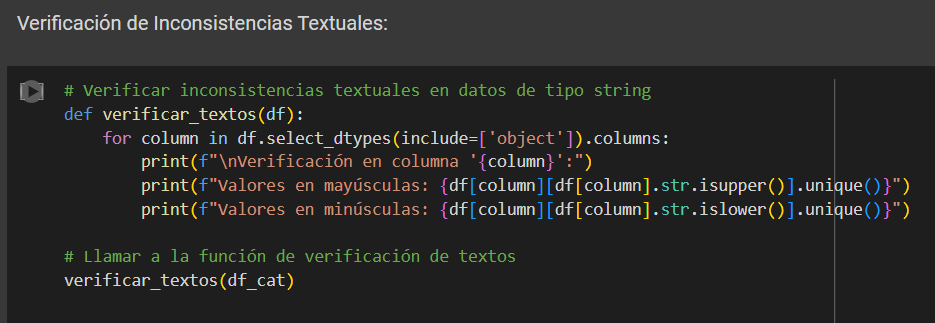 Verificación de Inconsistencias Textuales:
# Verificar inconsistencias textuales en datos de tipo string
def verificar_textos(df):
    for column in df.select_dtypes(include=['object']).columns:
        print(f"\nVerificación en columna '{column}':")
        print(f"Valores en mayúsculas: {df[column][df[column].str.isupper()].unique()}")
        print(f"Valores en minúsculas: {df[column][df[column].str.islower()].unique()}")
# Llamar a la función de verificación de textos
verificar_textos(df_cat)